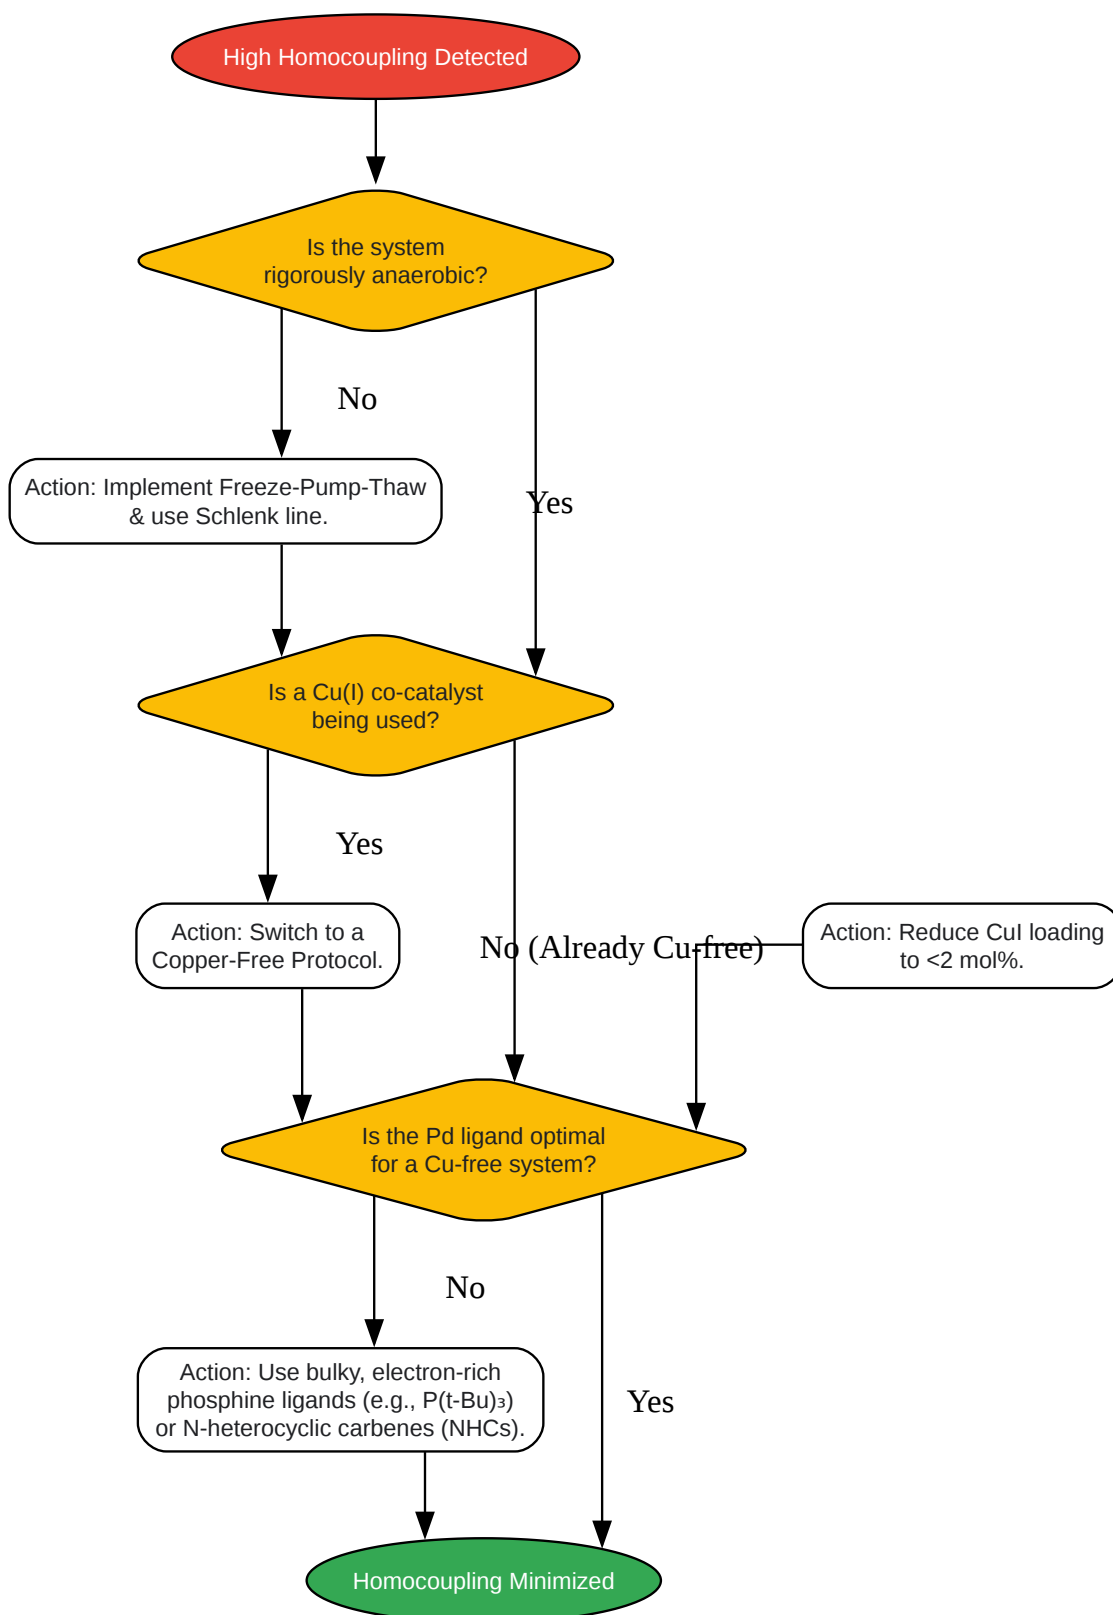 High Homocoupling Detected
Is the system
rigorously anaerobic?
No
Action: Implement Freeze-Pump-Thaw
& use Schlenk line.
Yes
Is a Cu(I) co-catalyst
being used?
Yes
Action: Switch to a
Copper-Free Protocol.
No (Already Cu-free)
Action: Reduce CuI loading
to <2 mol%.
Is the Pd ligand optimal
for a Cu-free system?
No
Action: Use bulky, electron-rich
phosphine ligands (e.g., P(t-Bu)₃)
or N-heterocyclic carbenes (NHCs).
Yes
Homocoupling Minimized